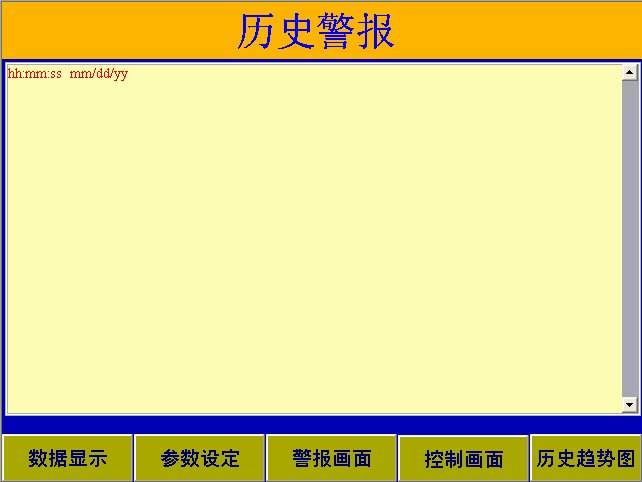 历史警报
hh:mm:ss mm/dd/yy
数据显示
参数设定
警报画面
控制画面
历史趋势图